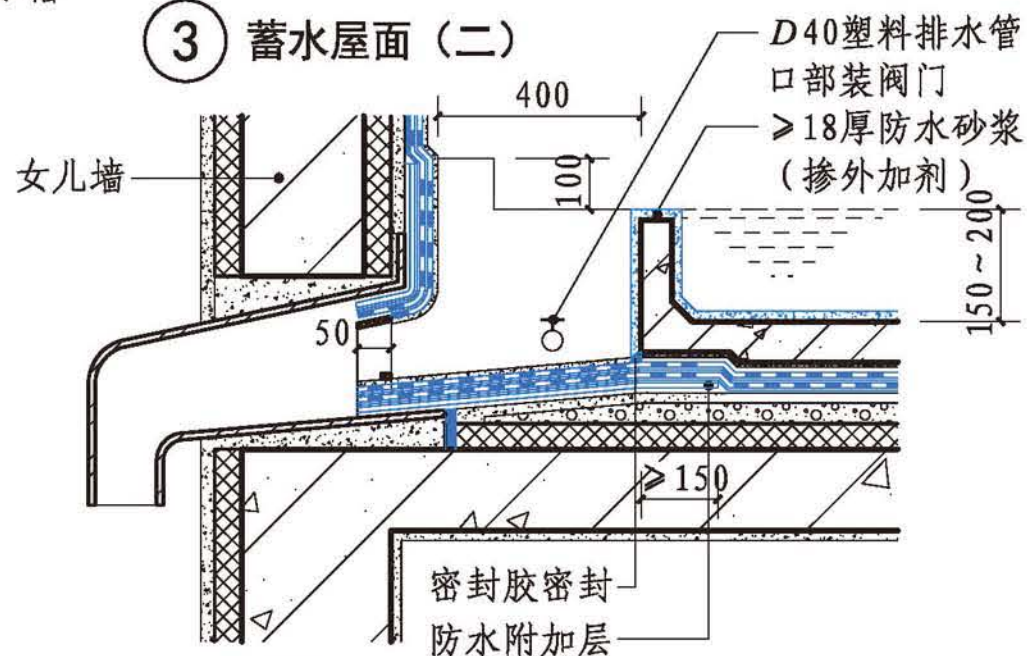 ③ 蓄水屋面（二）
D40塑料排水管
口部装阀门
≥18厚防水砂浆
（掺外加剂）
400
女儿墙
100
150~200
50
≥150
密封胶密封
防水附加层